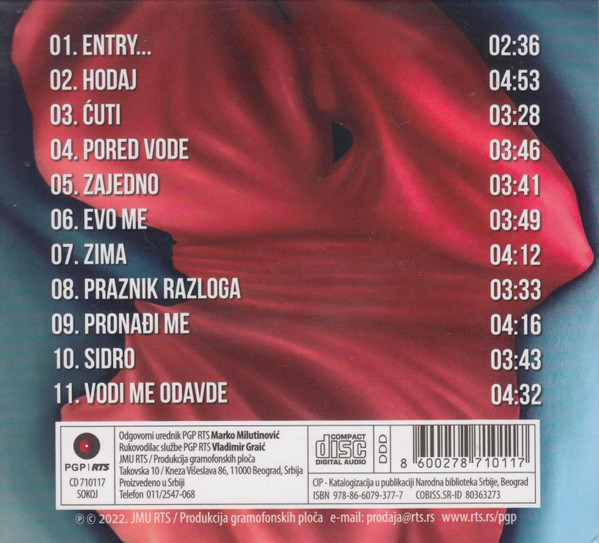 01. ENTRY... 02:36
02. HODAJ 04:53
03. ĆUTI 03:28
04. PORED VODE 03:46
05. ZAJEDNO 03:41
06. EVO ME 03:49
07. ZIMA 04:12
08. PRAZNIK RAZLOGA 03:33
09. PRONAĐI ME 04:16
10. SIDRO 03:43
11. VODI ME ODAVDE 04:32
PGP RTS
CD 710117
SOKOJ
Odgovorni urednik PGP RTS Marko Milutinović
Rukovodilac službe PGP RTS Vladimir Graić
JMU RTS / Produkcija gramofonskih ploča
Takovska 10 / Kneza Višeslava 86, 11000 Beograd, Srbija
Proizvedeno u Srbiji
Telefon 011/2547-068
COMPACT
disc
DIGITAL AUDIO
DDD
8 600278 710117
CIP - Katalogizacija u publikaciji Narodna biblioteka Srbije, Beograd
ISBN 978-86-6079-377-7 COBISS.SR-ID 80363273
℗ © 2022. JMU RTS / Produkcija gramofonskih ploča e-mail: prodaja@rts.rs www.rts.rs/pgp